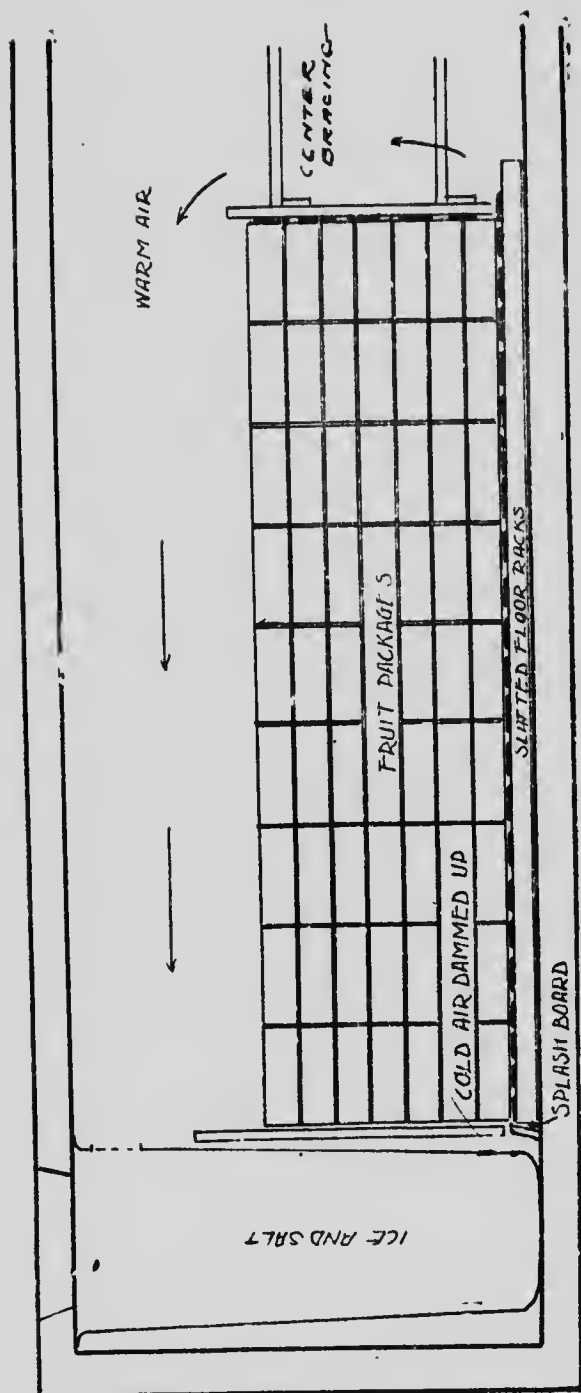 WARM AIR
CENTER
BRACING
FRUIT PACKAGES
SLATTED FLOOR RACKS
COLD AIR DAMMED UP
SPLASH BOARD
ICE AND SALT